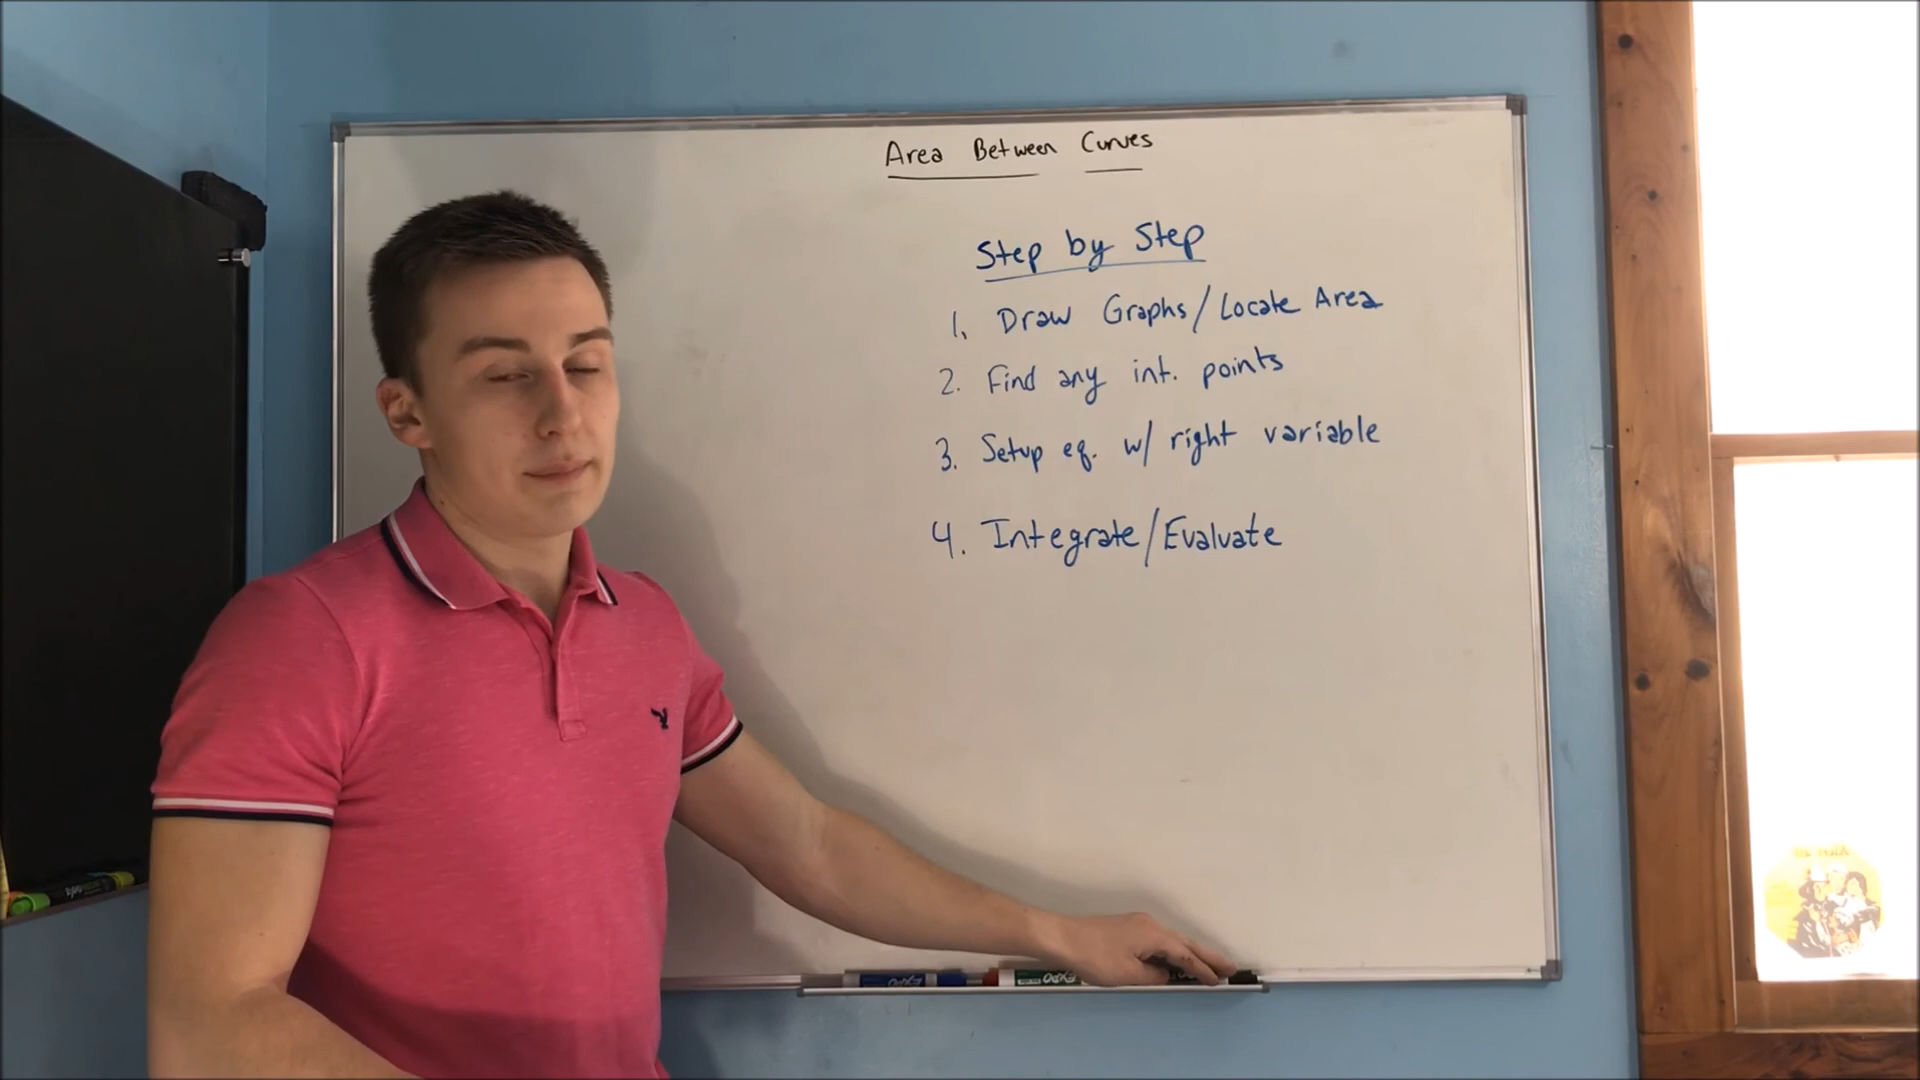 Area Between Curves
Step by Step
1. Draw Graphs/Locate Area
2. Find any int. points
3. Setup eq. w/ right variable
4. Integrate/Evaluate
EXPO